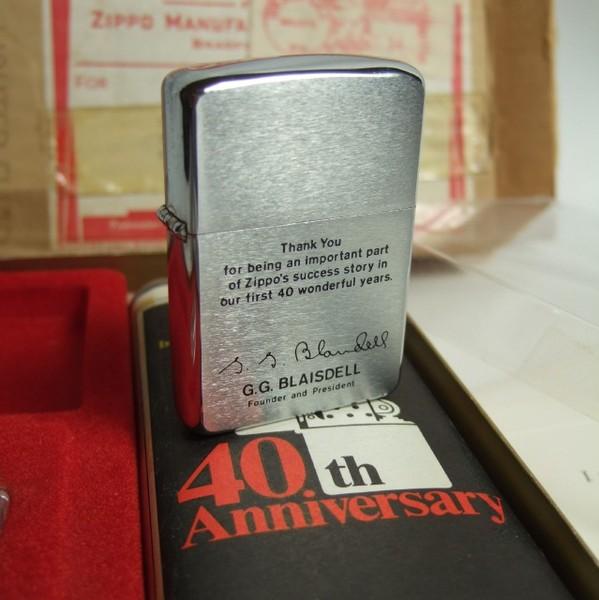 ZIPPO MANUFA
FOR
Thank You
for being an important part
of Zippo's success story in
our first 40 wonderful years.
G. G. Blaisdell
G.G. BLAISDELL
Founder and President
40th
Anniversary